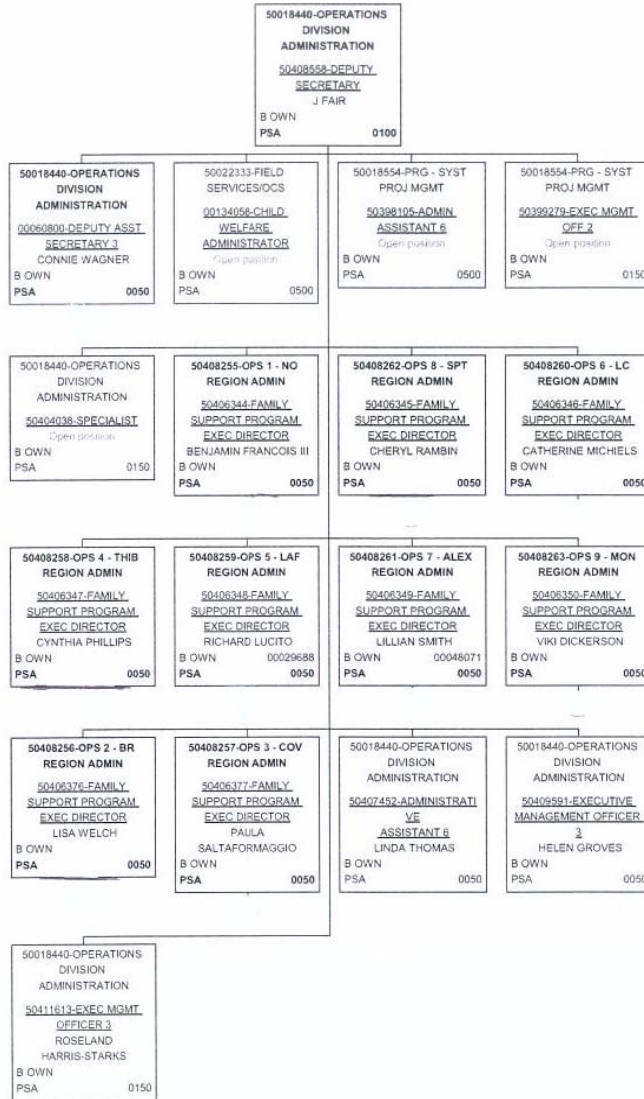 50018440-OPERATIONS
DIVISION
ADMINISTRATION
50408558-DEPUTY
SECRETARY
J FAIR
B OWN
PSA 0100
50018440-OPERATIONS
DIVISION
ADMINISTRATION
00060800-DEPUTY ASST
SECRETARY 3
CONNIE WAGNER
B OWN
PSA 0050
50022333-FIELD
SERVICES/OCS
00134058-CHILD
WELFARE
ADMINISTRATOR
Open position
B OWN
PSA 0500
50018554-PRG - SYST
PROJ MGMT
50398105-ADMIN
ASSISTANT 6
Open position
B OWN
PSA 0500
50018554-PRG - SYST
PROJ MGMT
50399279-EXEC MGMT
OFF 2
Open position
B OWN
PSA 0150
50018440-OPERATIONS
DIVISION
ADMINISTRATION
50404038-SPECIALIST
Open position
B OWN
PSA 0150
50408255-OPS 1 - NO
REGION ADMIN
50406344-FAMILY
SUPPORT PROGRAM
EXEC DIRECTOR
BENJAMIN FRANCOIS III
B OWN
PSA 0050
50408262-OPS 8 - SPT
REGION ADMIN
50406345-FAMILY
SUPPORT PROGRAM
EXEC DIRECTOR
CHERYL RAMBIN
B OWN
PSA 0050
50408260-OPS 6 - LC
REGION ADMIN
50406346-FAMILY
SUPPORT PROGRAM
EXEC DIRECTOR
CATHERINE MICHIELS
B OWN
PSA 0050
50408258-OPS 4 - THIB
REGION ADMIN
50406347-FAMILY
SUPPORT PROGRAM
EXEC DIRECTOR
CYNTHIA PHILLIPS
B OWN
PSA 0050
50408259-OPS 5 - LAF
REGION ADMIN
50406348-FAMILY
SUPPORT PROGRAM
EXEC DIRECTOR
RICHARD LUCITO
B OWN 00029688
PSA 0050
50408261-OPS 7 - ALEX
REGION ADMIN
50406349-FAMILY
SUPPORT PROGRAM
EXEC DIRECTOR
LILLIAN SMITH
B OWN 00048071
PSA 0050
50408263-OPS 9 - MON
REGION ADMIN
50406350-FAMILY
SUPPORT PROGRAM
EXEC DIRECTOR
VIKI DICKERSON
B OWN
PSA 0050
50408256-OPS 2 - BR
REGION ADMIN
50406376-FAMILY
SUPPORT PROGRAM
EXEC DIRECTOR
LISA WELCH
B OWN
PSA 0050
50408257-OPS 3 - COV
REGION ADMIN
50406377-FAMILY
SUPPORT PROGRAM
EXEC DIRECTOR
PAULA
SALTAFORMAGGIO
B OWN
PSA 0050
50018440-OPERATIONS
DIVISION
ADMINISTRATION
50407452-ADMINISTRATI
VE
ASSISTANT 6
LINDA THOMAS
B OWN
PSA 0050
50018440-OPERATIONS
DIVISION
ADMINISTRATION
50409591-EXECUTIVE
MANAGEMENT OFFICER
3
HELEN GROVES
B OWN
PSA 0050
50018440-OPERATIONS
DIVISION
ADMINISTRATION
50411613-EXEC MGMT
OFFICER 3
ROSELAND
HARRIS-STARKS
B OWN
PSA 0150